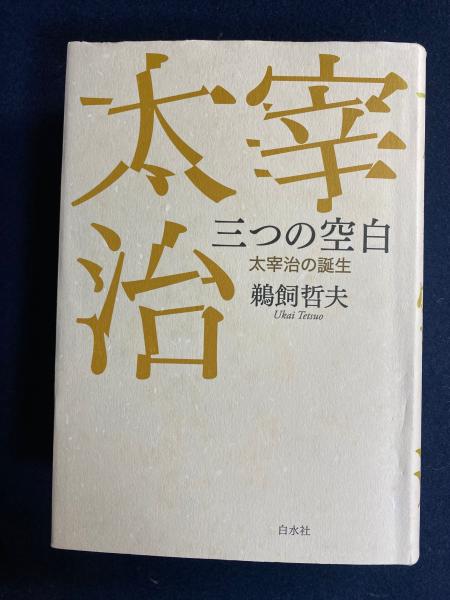 太宰
治
三つの空白
太宰治の誕生
鵜飼哲夫
Ukai Tetsuo
白水社